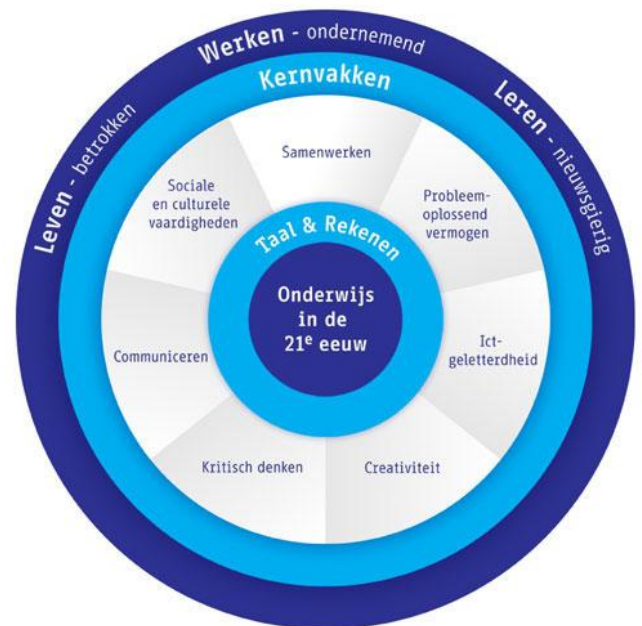 Werken - ondernemend
Leven - betrokken
Leren - nieuwsgierig
Kernvakken
Samenwerken
Sociale
en culturele
vaardigheden
Probleem-
oplossend
vermogen
Taal & Rekenen
Onderwijs
in de
21e eeuw
Communiceren
Ict-
geletterdheid
Kritisch denken
Creativiteit